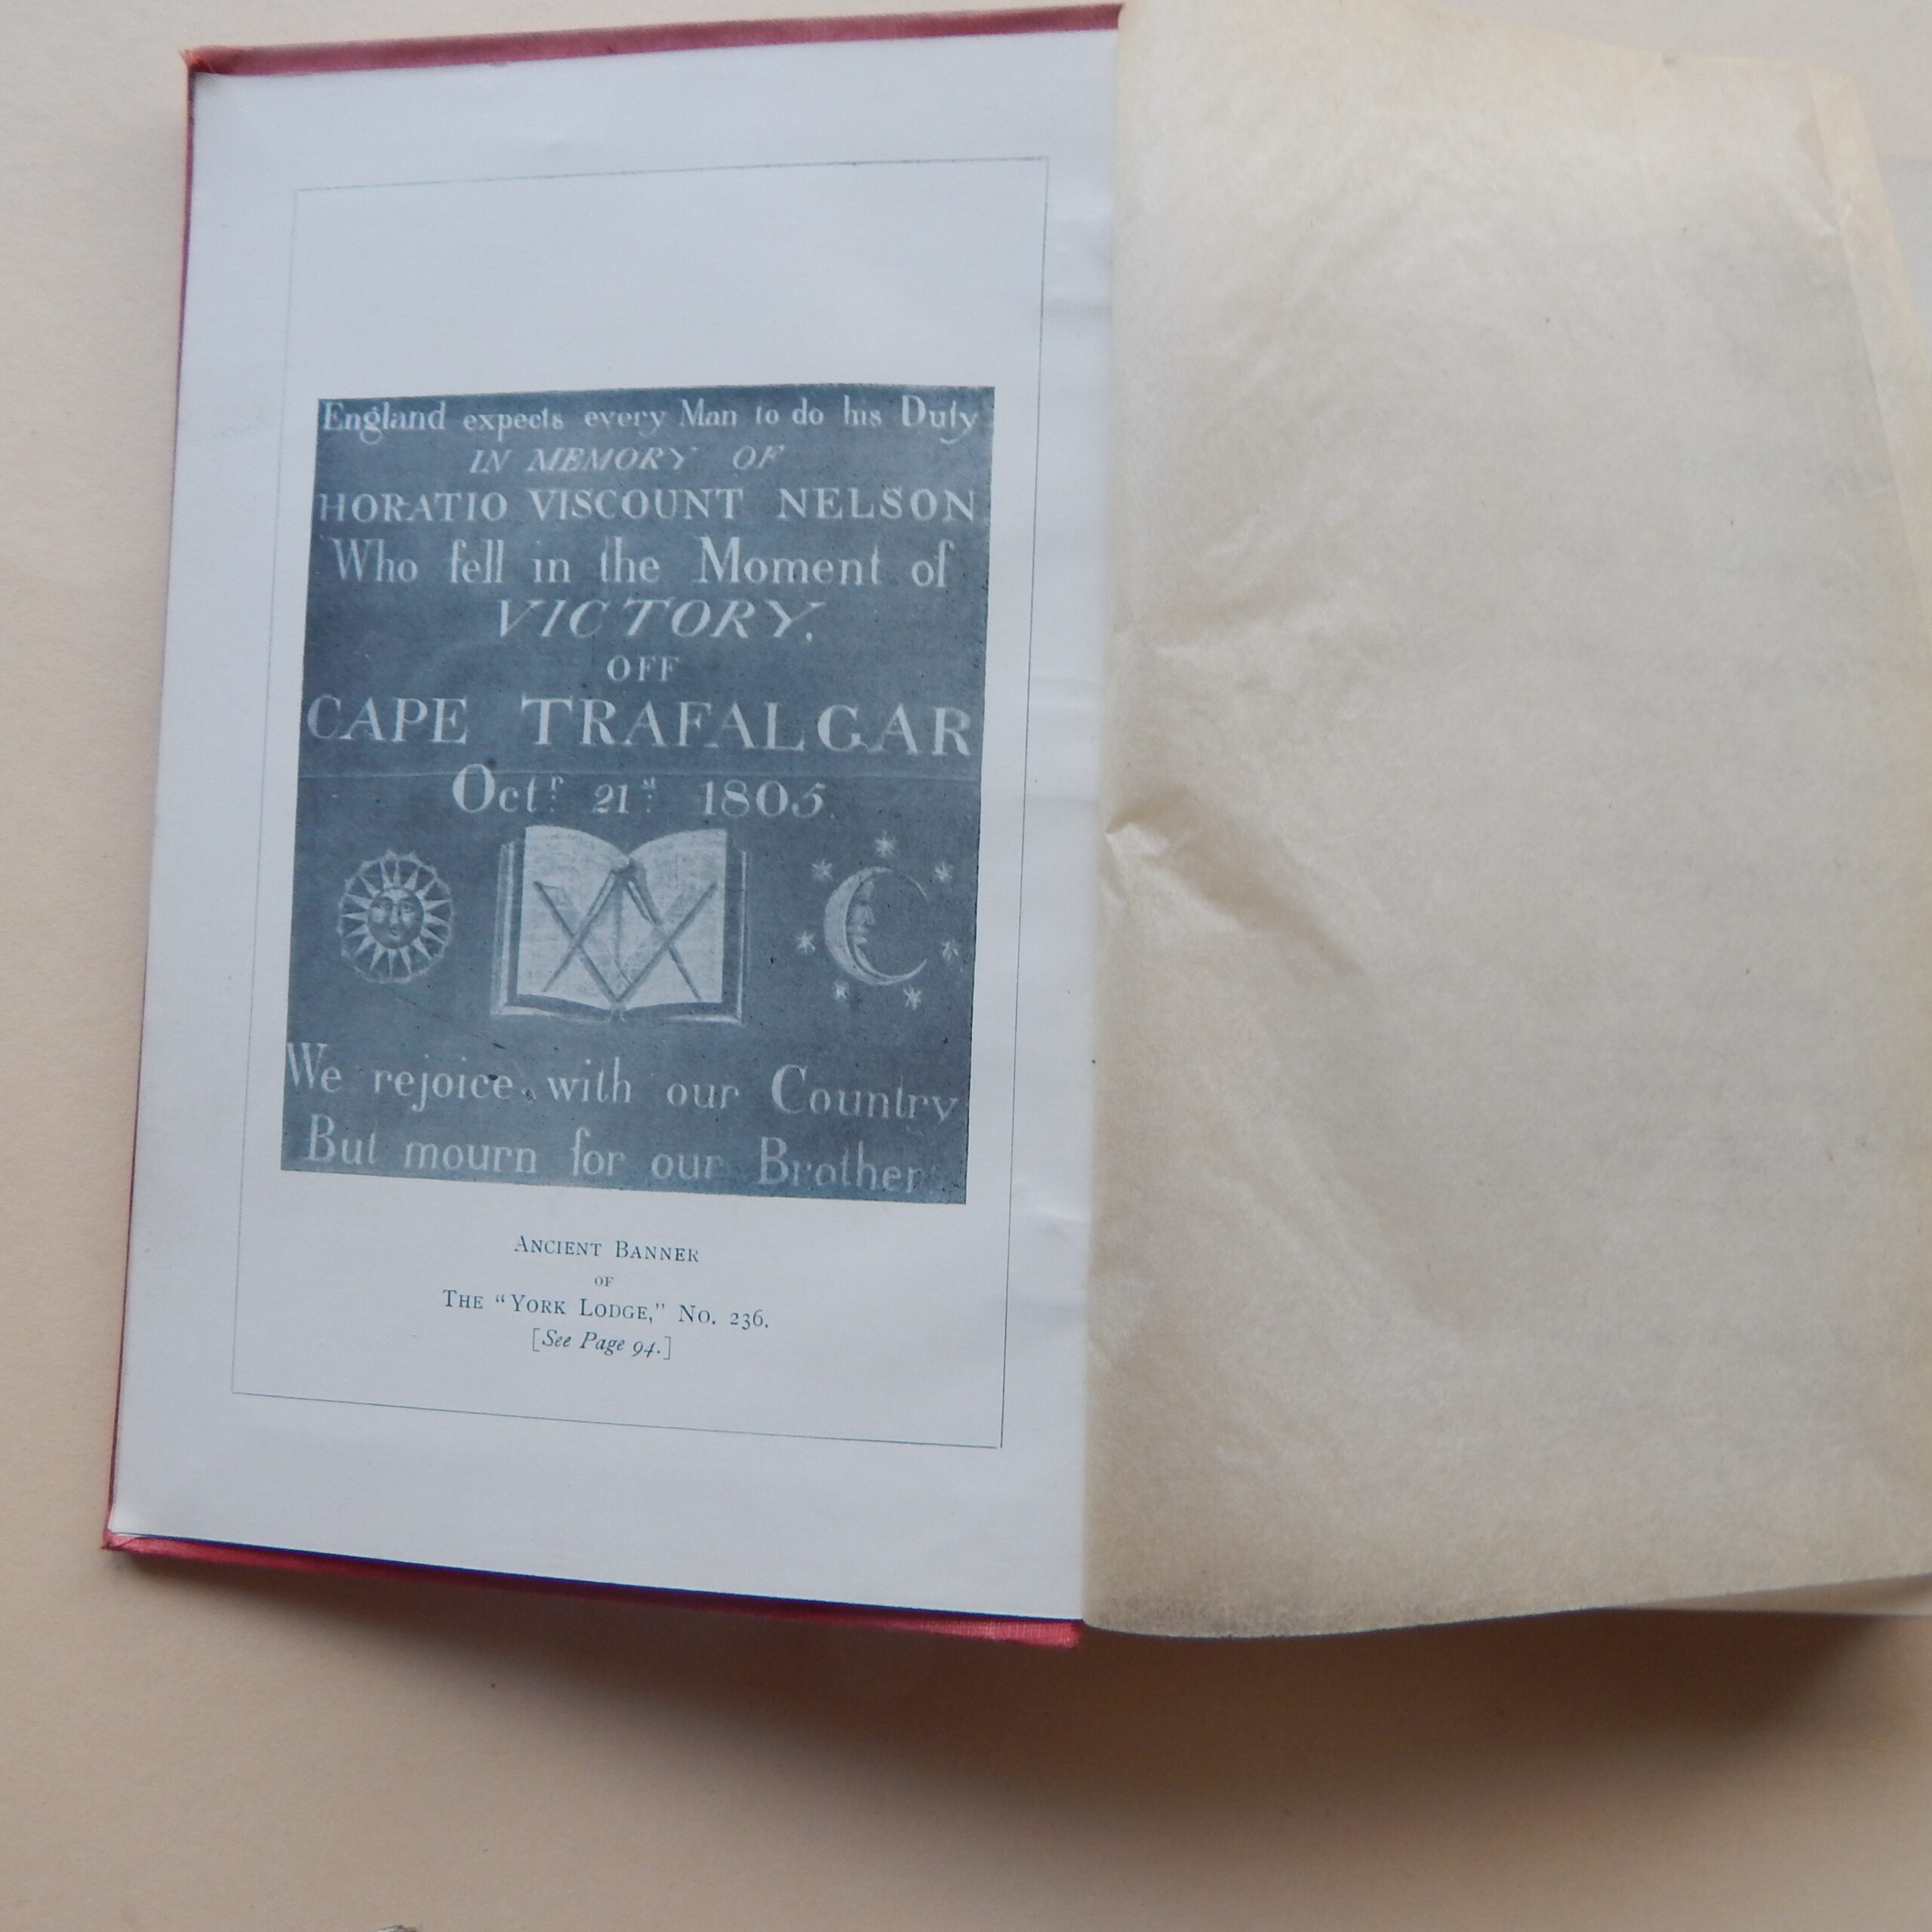 England expects every Man to do his Duty
IN MEMORY OF
HORATIO VISCOUNT NELSON
Who fell in the Moment of
VICTORY.
OFF
CAPE TRAFALGAR
Octr. 21st. 1805.
We rejoice with our Country
But mourn for our Brother
ANCIENT BANNER
OF
THE "YORK LODGE," NO. 236.
[See Page 94.]